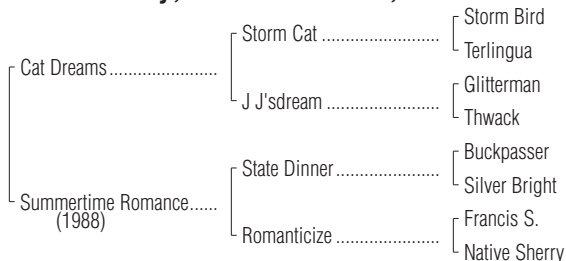 Storm Bird
Storm Cat ..............................
Terlingua
Cat Dreams...........................
Glitterman
J J'sdream .............................
Thwack
Buckpasser
State Dinner ..........................
Silver Bright
Summertime Romance......
(1988)
Francis S.
Romanticize ..........................
Native Sherry